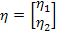 η = [η₁
η₂]